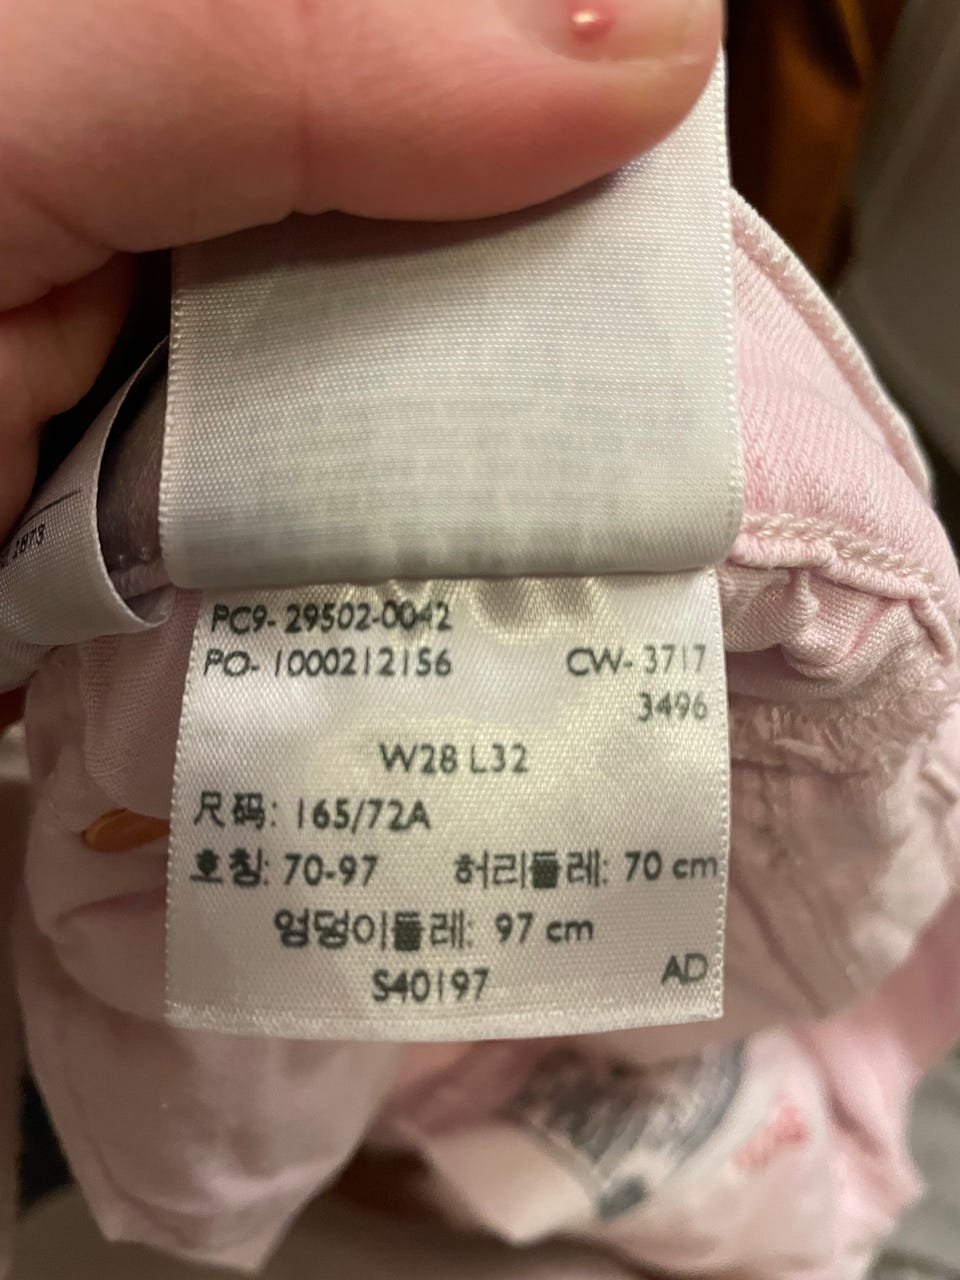 2873
PC9- 29502-0042
PO- 1000212156 CW- 3717
3496
W28 L32
尺码: 165/72A
호칭: 70-97 허리둘레: 70 cm
엉덩이둘레: 97 cm
S40197 AD